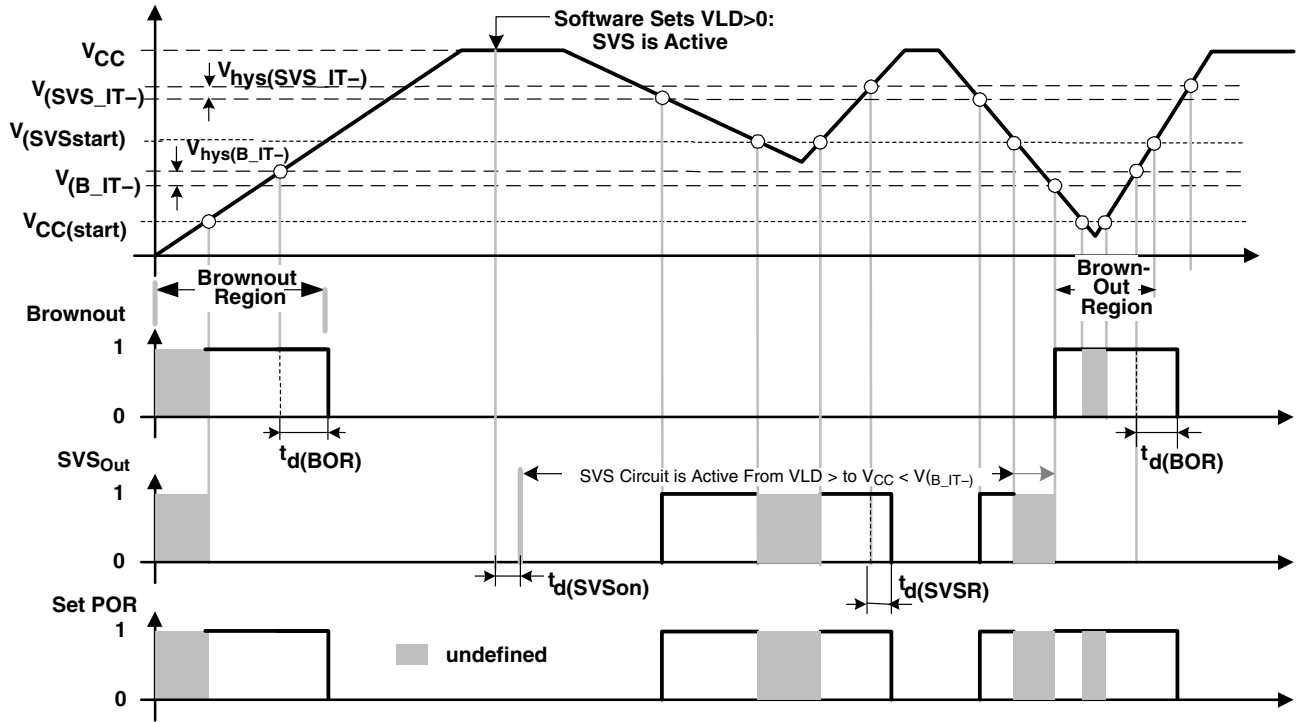 Software Sets VLD>0:
SVS is Active
VCC
Vhys(SVS_IT−)
V(SVS_IT−)
V(SVSstart)
Vhys(B_IT−)
V(B_IT−)
VCC(start)
Brownout
Region
Brown-
Out
Region
Brownout
1
0
td(BOR)
td(BOR)
SVSOut
SVS Circuit is Active From VLD > to VCC < V(B_IT−)
1
0
td(SVSon)
td(SVSR)
Set POR
1
undefined
0